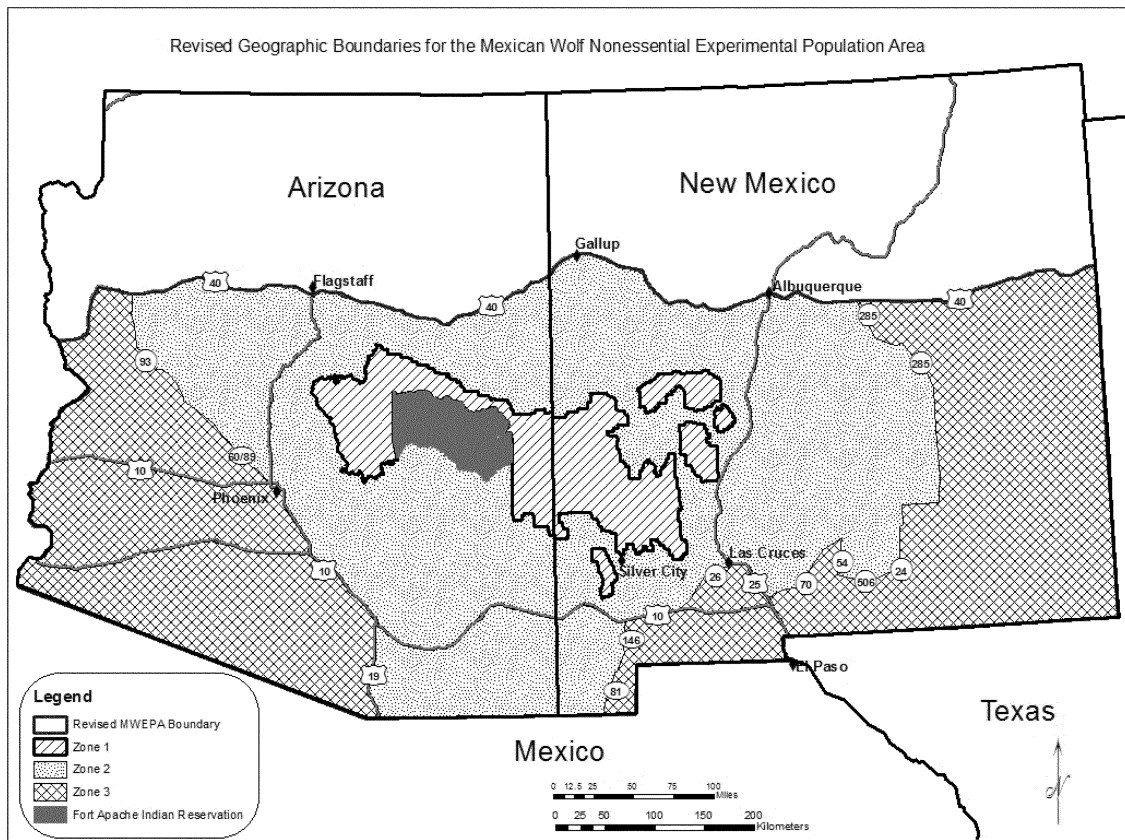 Revised Geographic Boundaries for the Mexican Wolf Nonessential Experimental Population Area
Arizona
New Mexico
Gallup
Flagstaff
Albuquerque
40
40
40
285
285
93
60/89
10
Phoenix
10
Las Cruces
Silver City
26
25
70
54
506
24
10
146
19
81
El Paso
Texas
Mexico
Legend
Revised MWEPA Boundary
Zone 1
Zone 2
Zone 3
Fort Apache Indian Reservation
0 12.5 25 50 75 100
Miles
0 25 50 100 150 200
Kilometers
N